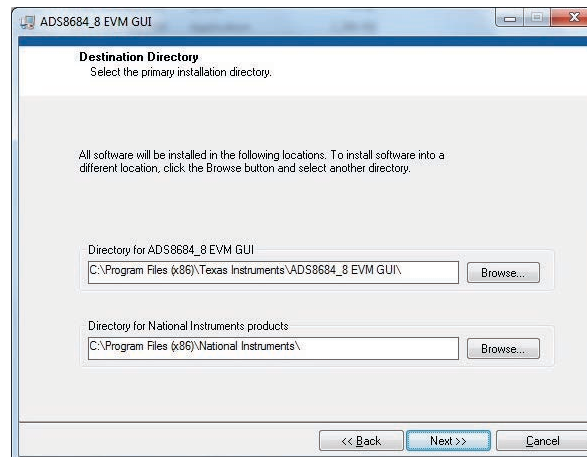 ADS8684_8 EVM GUI
Destination Directory
Select the primary installation directory.
All software will be installed in the following locations. To install software into a
different location, click the Browse button and select another directory.
Directory for ADS8684_8 EVM GUI
C:\Program Files (x86)\Texas Instruments\ADS8684_8 EVM GUI\
Browse...
Directory for National Instruments products
C:\Program Files (x86)\National Instruments\
Browse...
<< Back Next >> Cancel